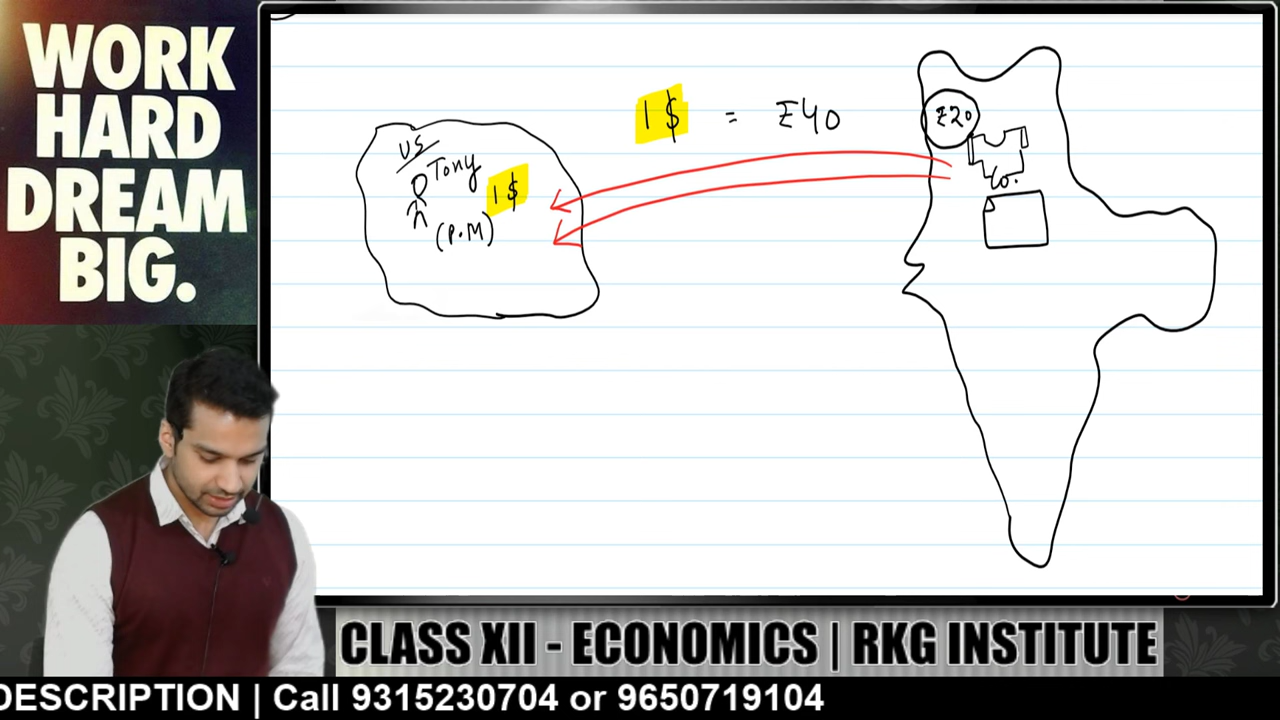 WORK
HARD
DREAM
BIG.
1 $ = ₹40
₹20
US
Tony
1 $
(P.M)
Co.
CLASS XII - ECONOMICS | RKG INSTITUTE
DESCRIPTION | Call 9315230704 or 9650719104